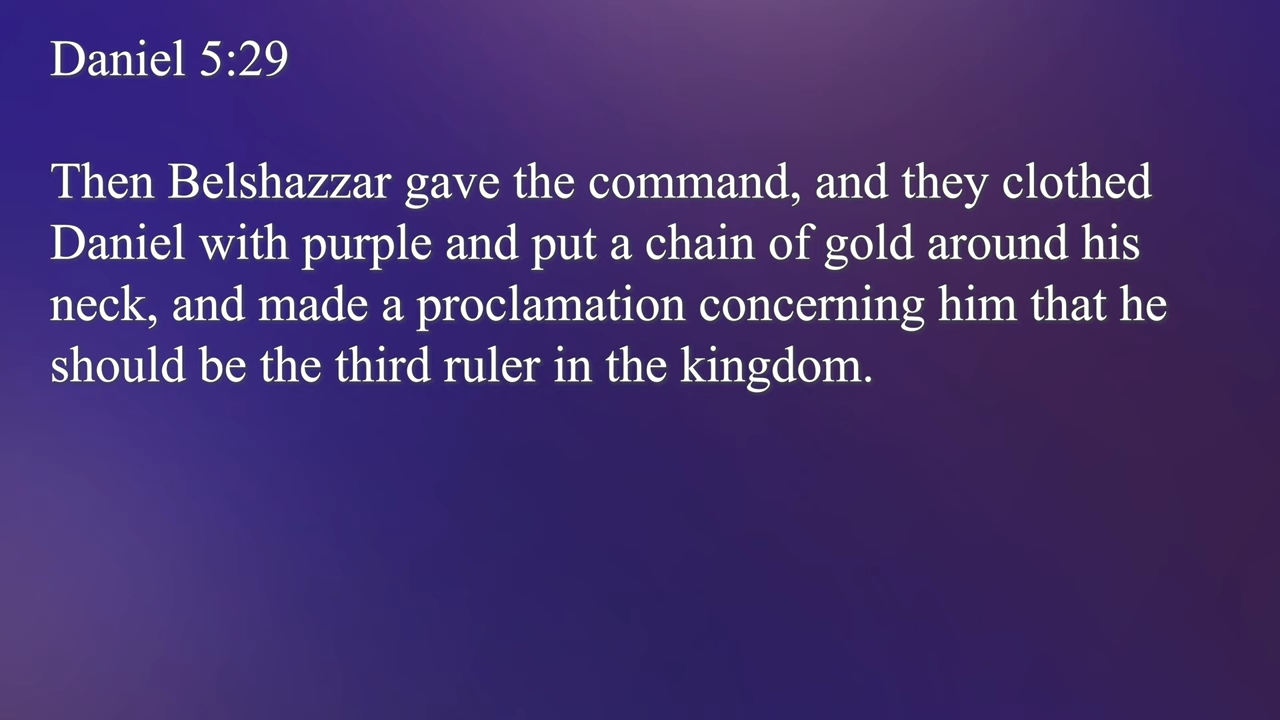 Daniel 5:29
Then Belshazzar gave the command, and they clothed
Daniel with purple and put a chain of gold around his
neck, and made a proclamation concerning him that he
should be the third ruler in the kingdom.